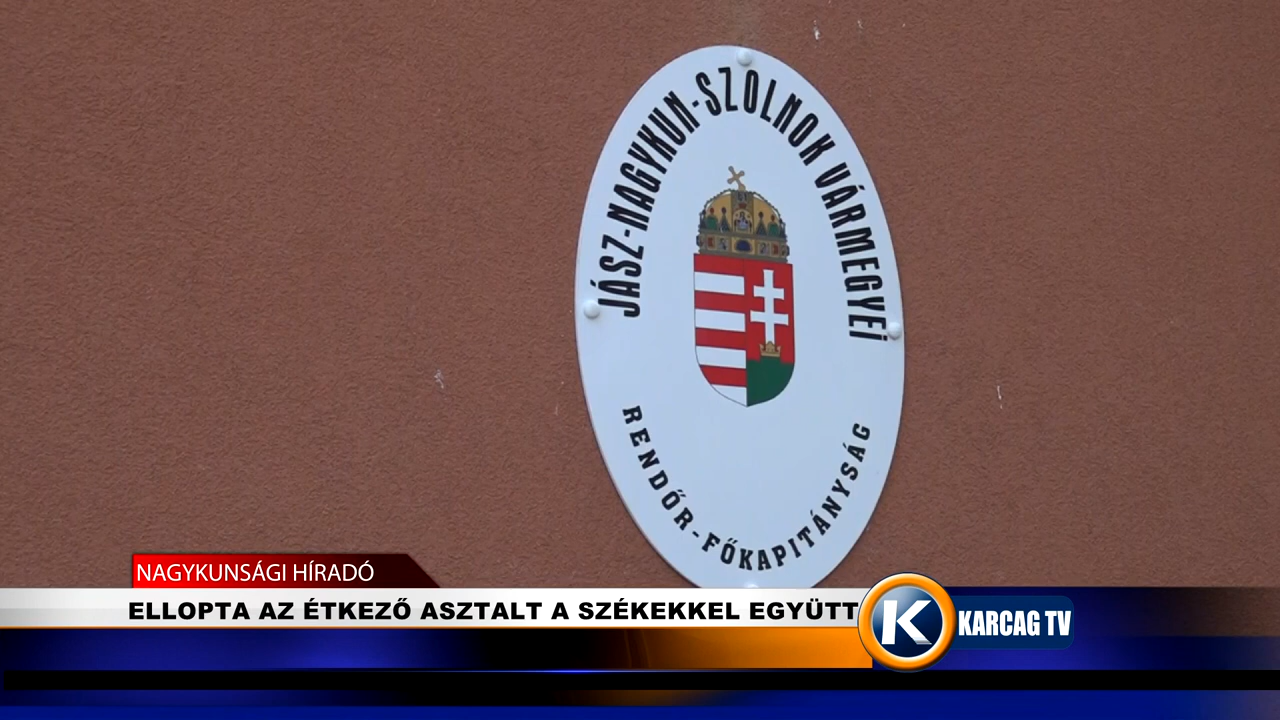 JÁSZ-NAGYKUN-SZOLNOK VÁRMEGYEI
RENDŐR-FŐKAPITÁNYSÁG
NAGYKUNSÁGI HÍRADÓ
ELLOPTA AZ ÉTKEZŐ ASZTALT A SZÉKEKKEL EGYÜTT
K KARCAG TV